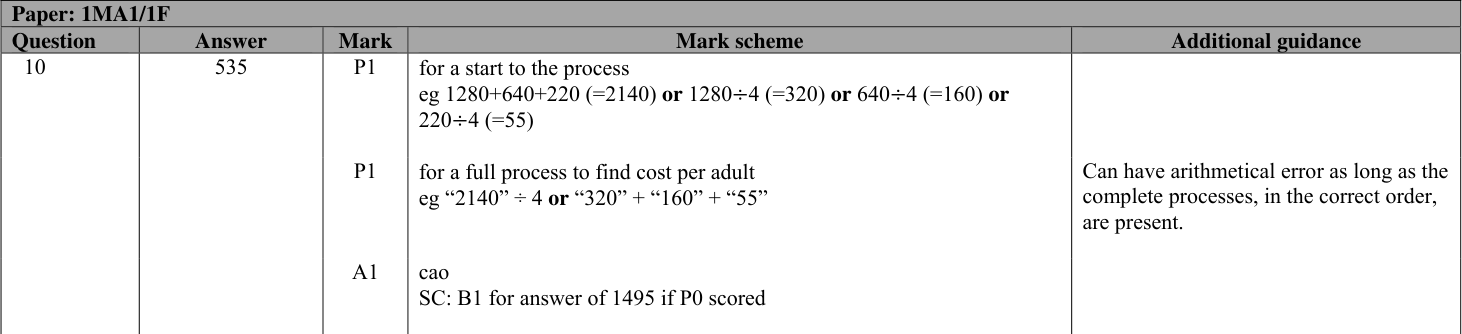 Paper: 1MA1/1F
Question Answer Mark Mark scheme Additional guidance
10 535 P1 for a start to the process
eg 1280+640+220 (=2140) or 1280÷4 (=320) or 640÷4 (=160) or
220÷4 (=55)
P1 for a full process to find cost per adult Can have arithmetical error as long as the
eg “2140” ÷ 4 or “320” + “160” + “55” complete processes, in the correct order,
are present.
A1 cao
SC: B1 for answer of 1495 if P0 scored